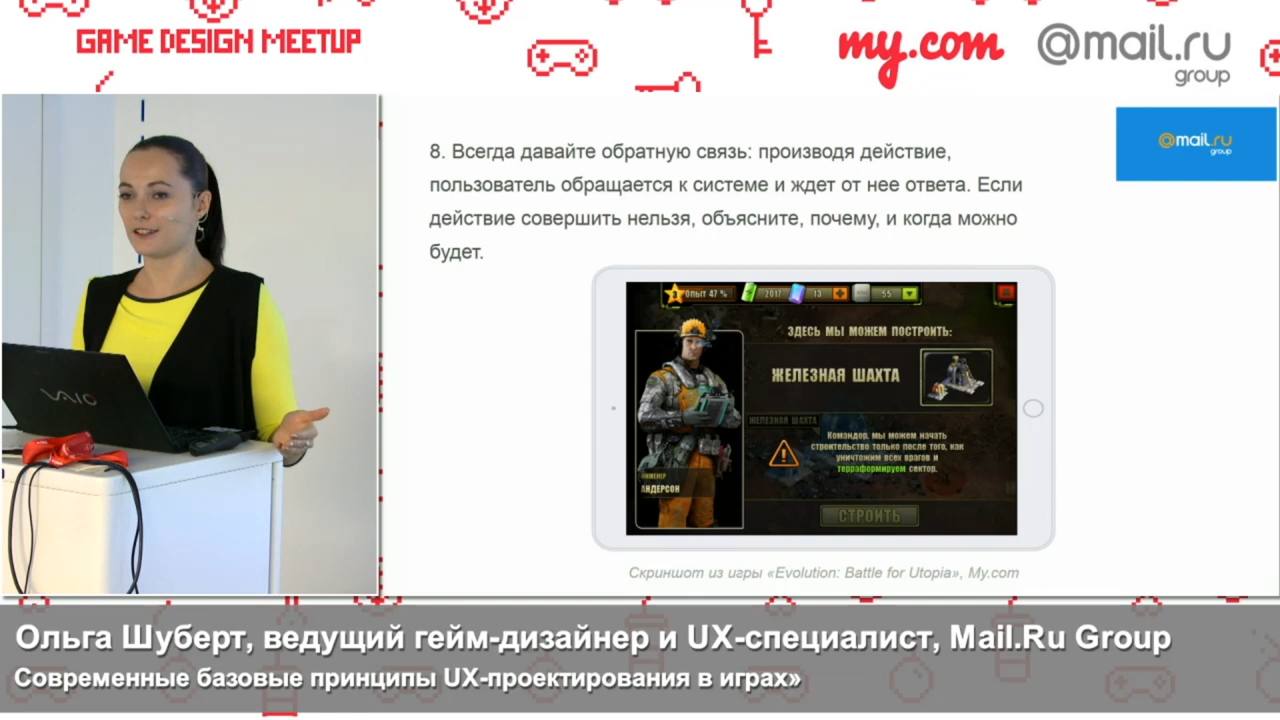 GAME DESIGN MEETUP
my.com
@mail.ru
group
@mail.ru
group
8. Всегда давайте обратную связь: производя действие,
пользователь обращается к системе и ждет от нее ответа. Если
действие совершить нельзя, объясните, почему, и когда можно
будет.
3 Опыт 47 % 2017 13 55
ЗДЕСЬ МЫ МОЖЕМ ПОСТРОИТЬ:
ЖЕЛЕЗНАЯ ШАХТА
ЖЕЛЕЗНАЯ ШАХТА
Командор, мы можем начать
строительство только после того, как
уничтожим всех врагов и
терраформируем сектор.
ИНЖЕНЕР
АНДЕРСОН
СТРОИТЬ
Скриншот из игры «Evolution: Battle for Utopia», My.com
VAIO
Ольга Шуберт, ведущий гейм-дизайнер и UX-специалист, Mail.Ru Group
Современные базовые принципы UX-проектирования в играх»